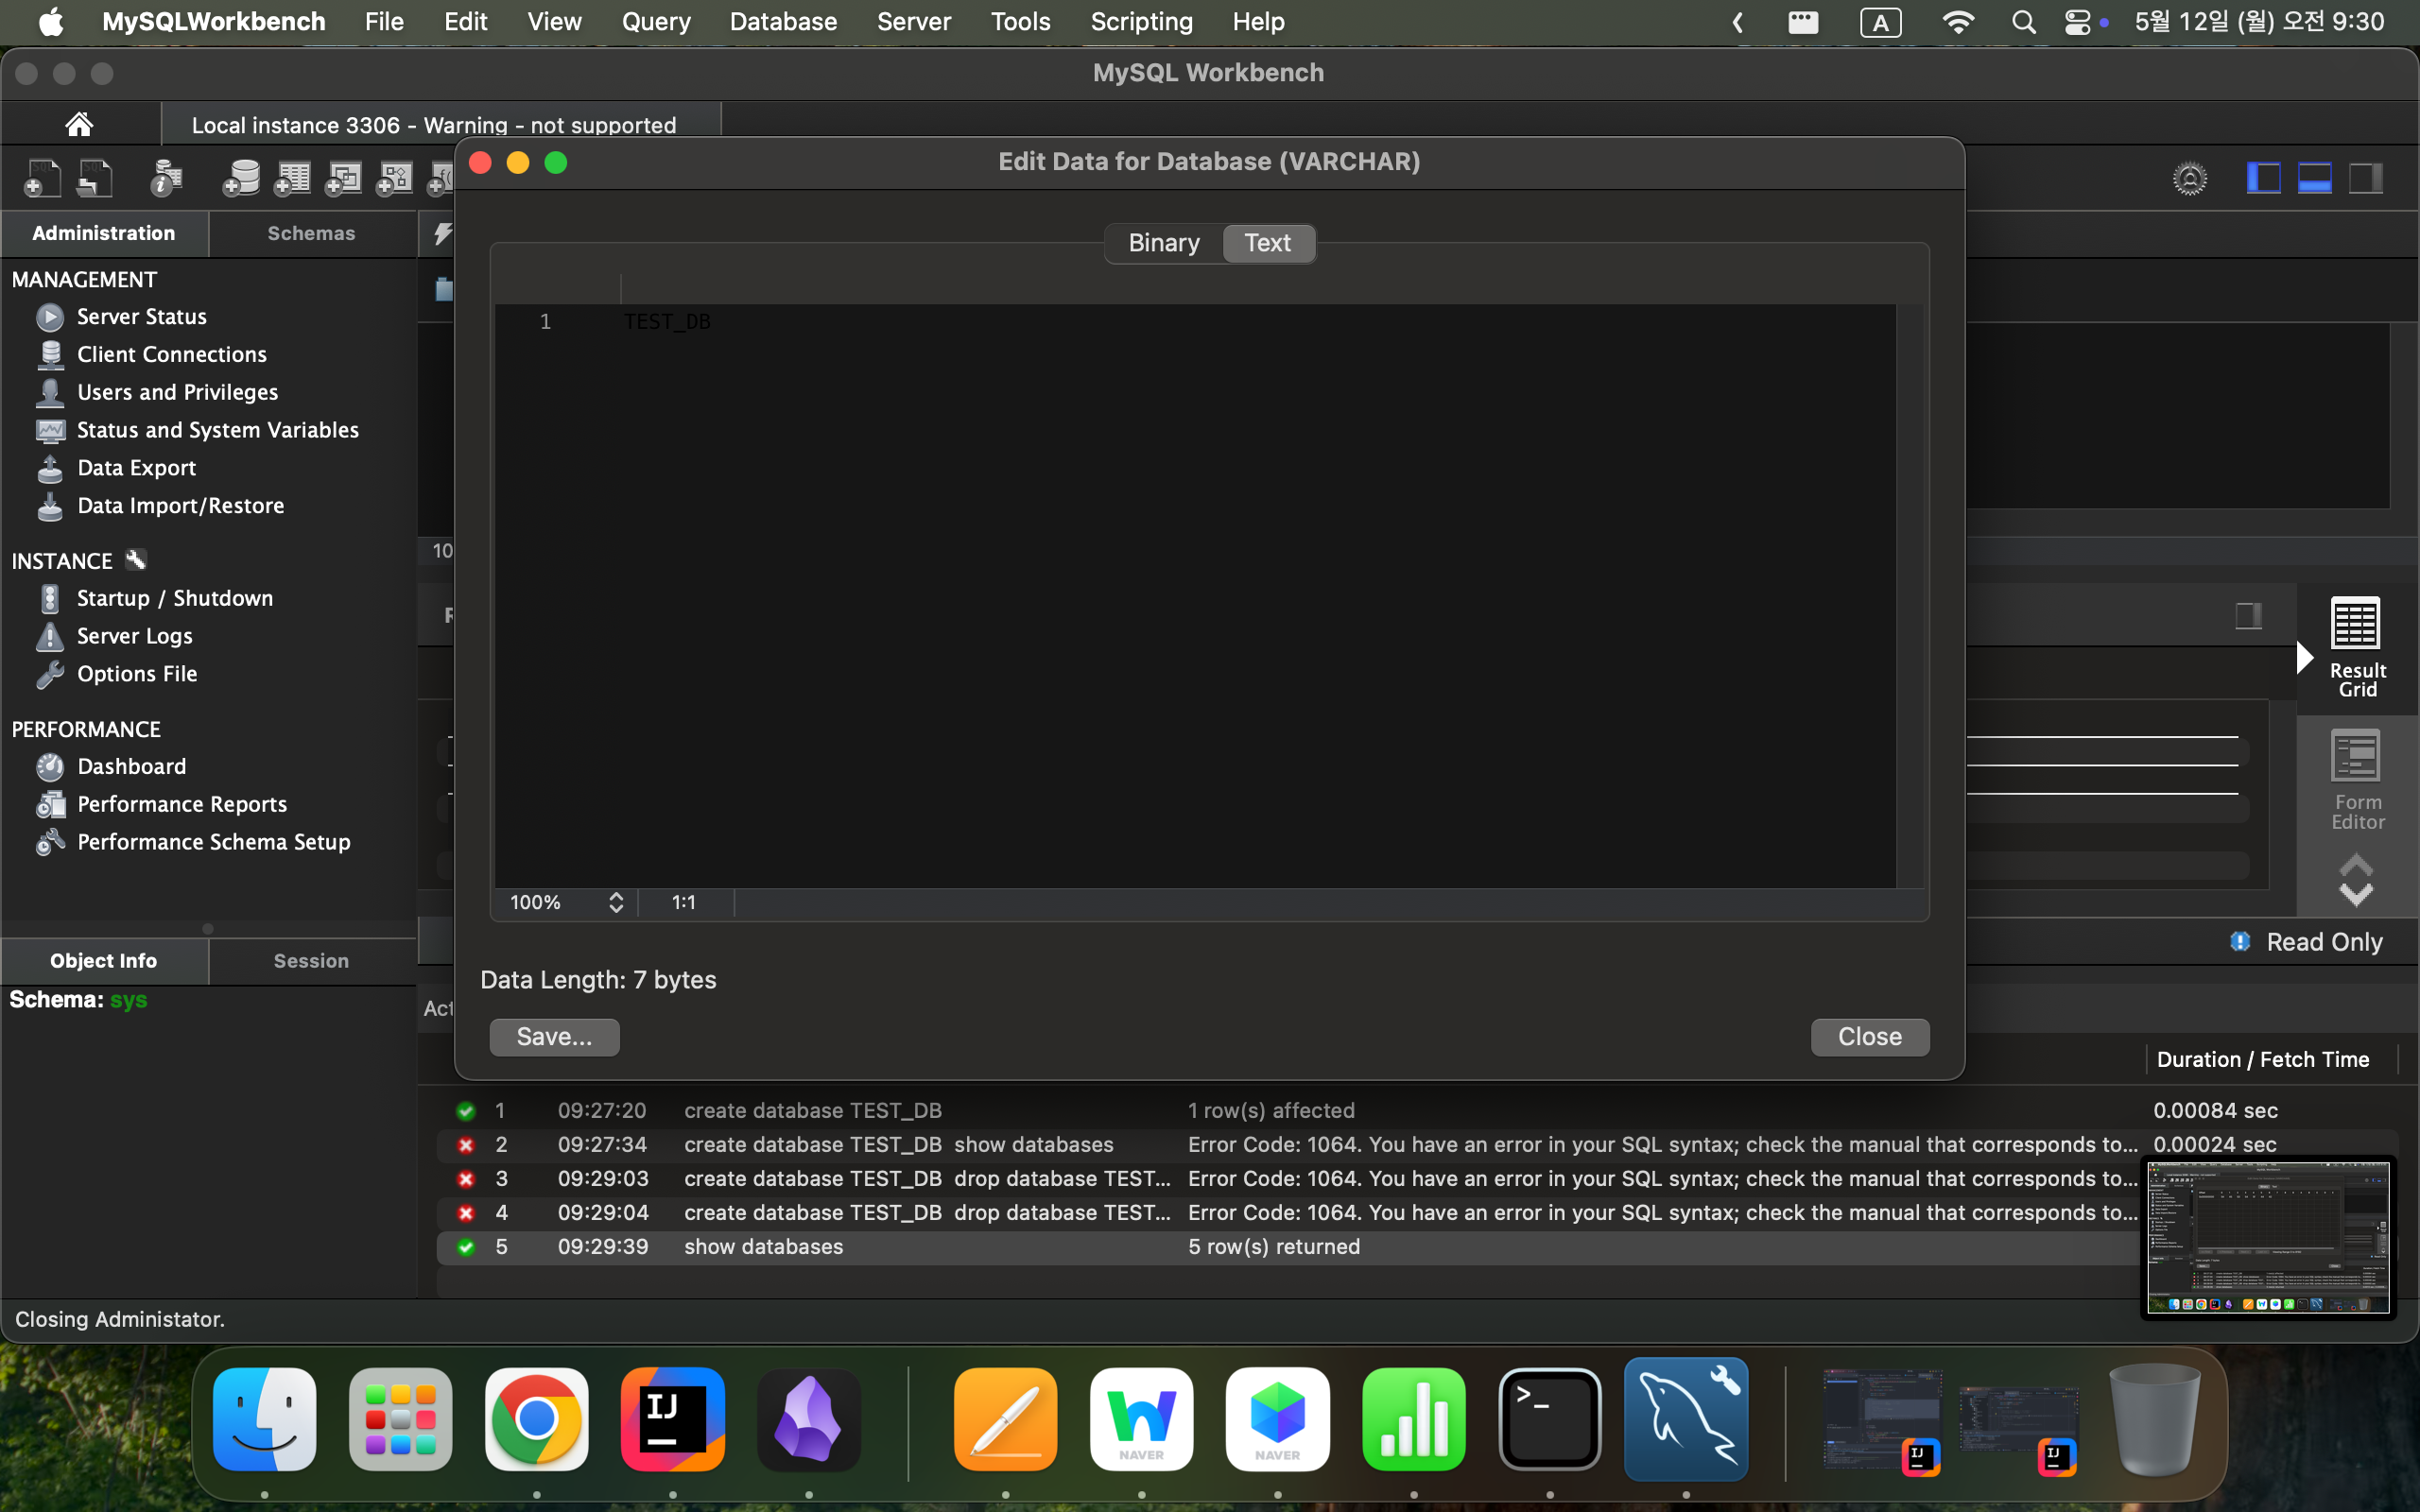 MySQLWorkbench File Edit View Query Database Server Tools Scripting Help A 5월 12일 (월) 오전 9:30
MySQL Workbench
Local instance 3306 - Warning - not supported
Edit Data for Database (VARCHAR)
Administration Schemas
Binary Text
MANAGEMENT
Server Status
1 TEST_DB
Client Connections
Users and Privileges
Status and System Variables
Data Export
Data Import/Restore
10
INSTANCE
Startup / Shutdown
Server Logs
Options File
Result
Grid
PERFORMANCE
Dashboard
Performance Reports
Form
Editor
Performance Schema Setup
100% 1:1
Read Only
Object Info Session
Data Length: 7 bytes
Schema: sys
Act
Save... Close
Duration / Fetch Time
1 09:27:20 create database TEST_DB 1 row(s) affected 0.00084 sec
2 09:27:34 create database TEST_DB show databases Error Code: 1064. You have an error in your SQL syntax; check the manual that corresponds to... 0.00024 sec
3 09:29:03 create database TEST_DB drop database TEST... Error Code: 1064. You have an error in your SQL syntax; check the manual that corresponds to...
4 09:29:04 create database TEST_DB drop database TEST... Error Code: 1064. You have an error in your SQL syntax; check the manual that corresponds to...
5 09:29:39 show databases 5 row(s) returned
Closing Administator.
IJ
NAVER
NAVER
IJ
IJ